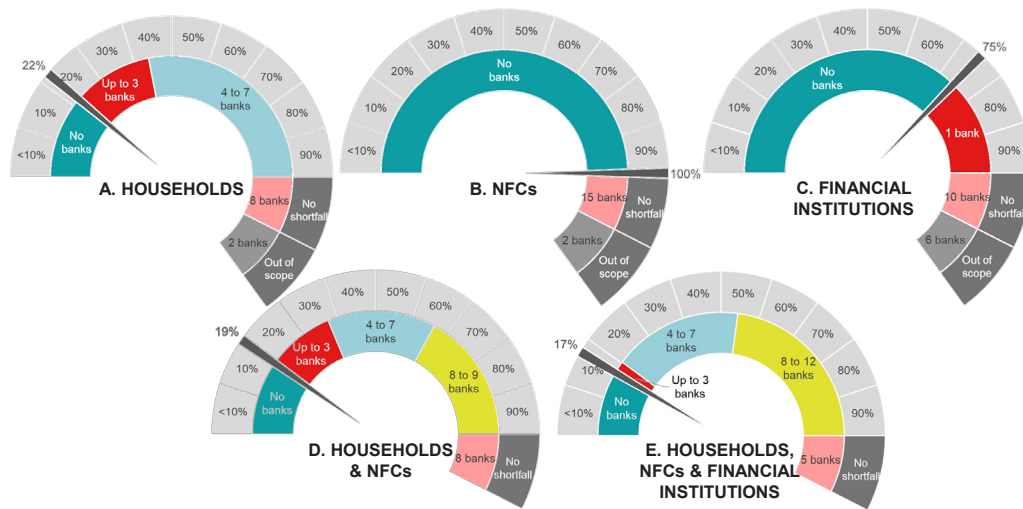 40%
50%
60%
30%
70%
20%
80%
10%
90%
<10%
22%
No
banks
Up to 3
banks
4 to 7
banks
8 banks
No
shortfall
2 banks
Out of
scope
A. HOUSEHOLDS
40%
50%
30%
60%
20%
70%
10%
80%
<10%
90%
100%
No
banks
15 banks
No
shortfall
2 banks
Out of
scope
B. NFCs
40%
50%
30%
60%
20%
75%
10%
80%
<10%
90%
No
banks
1 bank
10 banks
No
shortfall
6 banks
Out of
scope
C. FINANCIAL
INSTITUTIONS
40%
50%
30%
60%
20%
70%
19%
10%
80%
<10%
90%
No
banks
Up to 3
banks
4 to 7
banks
8 to 9
banks
8 banks
No
shortfall
D. HOUSEHOLDS
& NFCs
40%
50%
30%
60%
20%
70%
17%
10%
80%
<10%
90%
No
banks
Up to 3
banks
4 to 7
banks
8 to 12
banks
5 banks
No
shortfall
E. HOUSEHOLDS,
NFCs & FINANCIAL
INSTITUTIONS